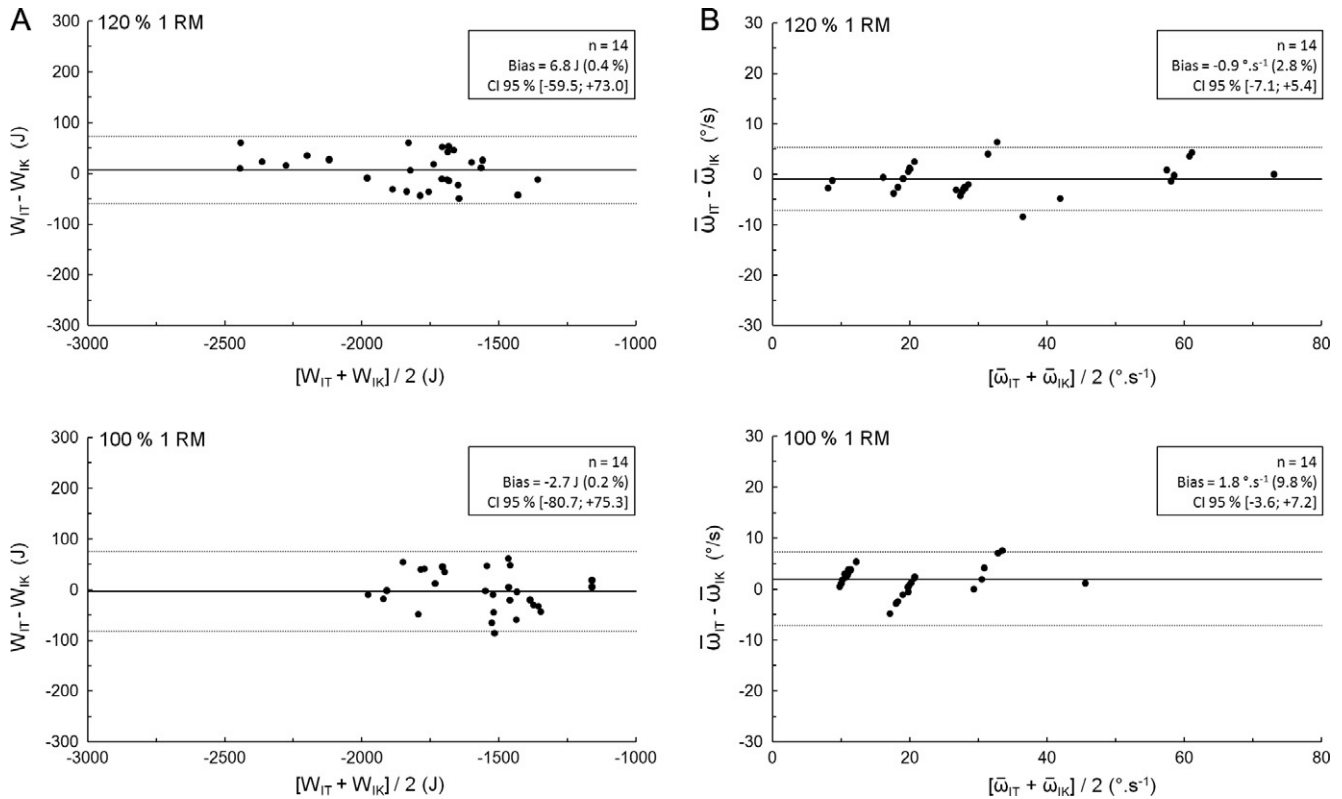 A
120 % 1 RM
n = 14
Bias = 6.8 J (0.4 %)
CI 95 % [-59.5; +73.0]
300
200
100
0
-100
-200
-300
W_IT - W_IK (J)
-3000 -2500 -2000 -1500 -1000
[W_IT + W_IK] / 2 (J)
B
120 % 1 RM
n = 14
Bias = -0.9 °.s⁻¹ (2.8 %)
CI 95 % [-7.1; +5.4]
30
20
10
0
-10
-20
-30
ω̅_IT - ω̅_IK (°/s)
0 20 40 60 80
[ω̅_IT + ω̅_IK] / 2 (°.s⁻¹)
100 % 1 RM
n = 14
Bias = -2.7 J (0.2 %)
CI 95 % [-80.7; +75.3]
300
200
100
0
-100
-200
-300
W_IT - W_IK (J)
-3000 -2500 -2000 -1500 -1000
[W_IT + W_IK] / 2 (J)
100 % 1 RM
n = 14
Bias = 1.8 °.s⁻¹ (9.8 %)
CI 95 % [-3.6; +7.2]
30
20
10
0
-10
-20
-30
ω̅_IT - ω̅_IK (°/s)
0 20 40 60 80
[ω̅_IT + ω̅_IK] / 2 (°.s⁻¹)